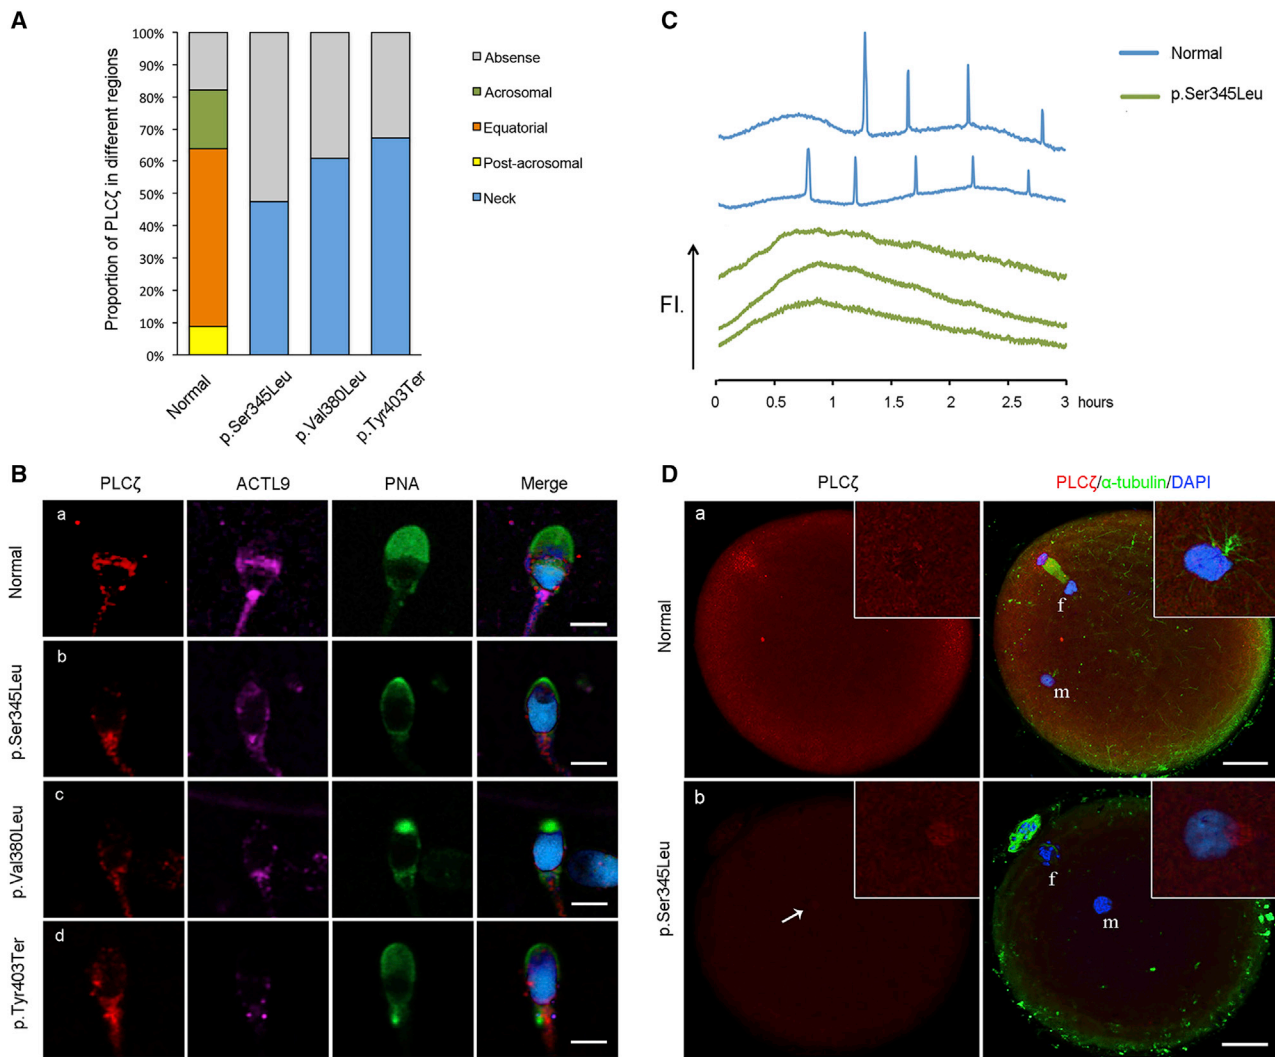 A
100%
90%
80%
70%
60%
50%
40%
30%
20%
10%
0%
Proportion of PLCζ in different regions
Normal
p.Ser345Leu
p.Val380Leu
p.Tyr403Ter
Absense
Acrosomal
Equatorial
Post-acrosomal
Neck
C
Normal
p.Ser345Leu
FI.
0 0.5 1 1.5 2 2.5 3 hours
B
PLCζ ACTL9 PNA Merge
a
Normal
b
p.Ser345Leu
c
p.Val380Leu
d
p.Tyr403Ter
D
PLCζ PLCζ/α-tubulin/DAPI
a
Normal
f
m
b
p.Ser345Leu
f
m